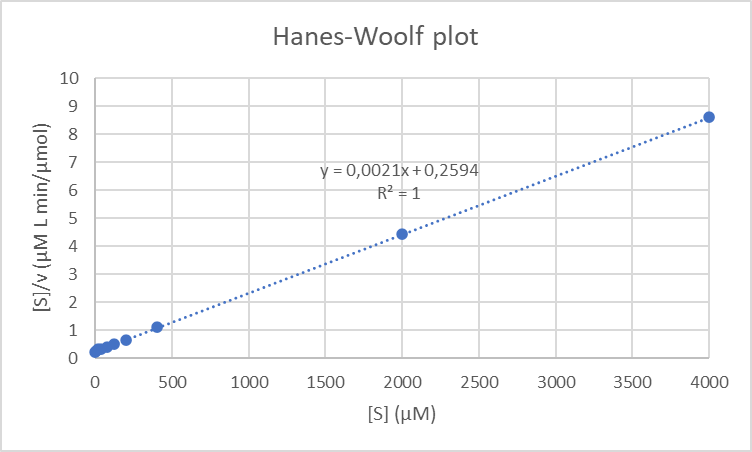 Hanes-Woolf plot
10
9
8
7
6
5
4
3
2
1
0
y = 0,0021x + 0,2594
R² = 1
0 500 1000 1500 2000 2500 3000 3500 4000
[S] (µM)
[S]/v (µM L min/µmol)